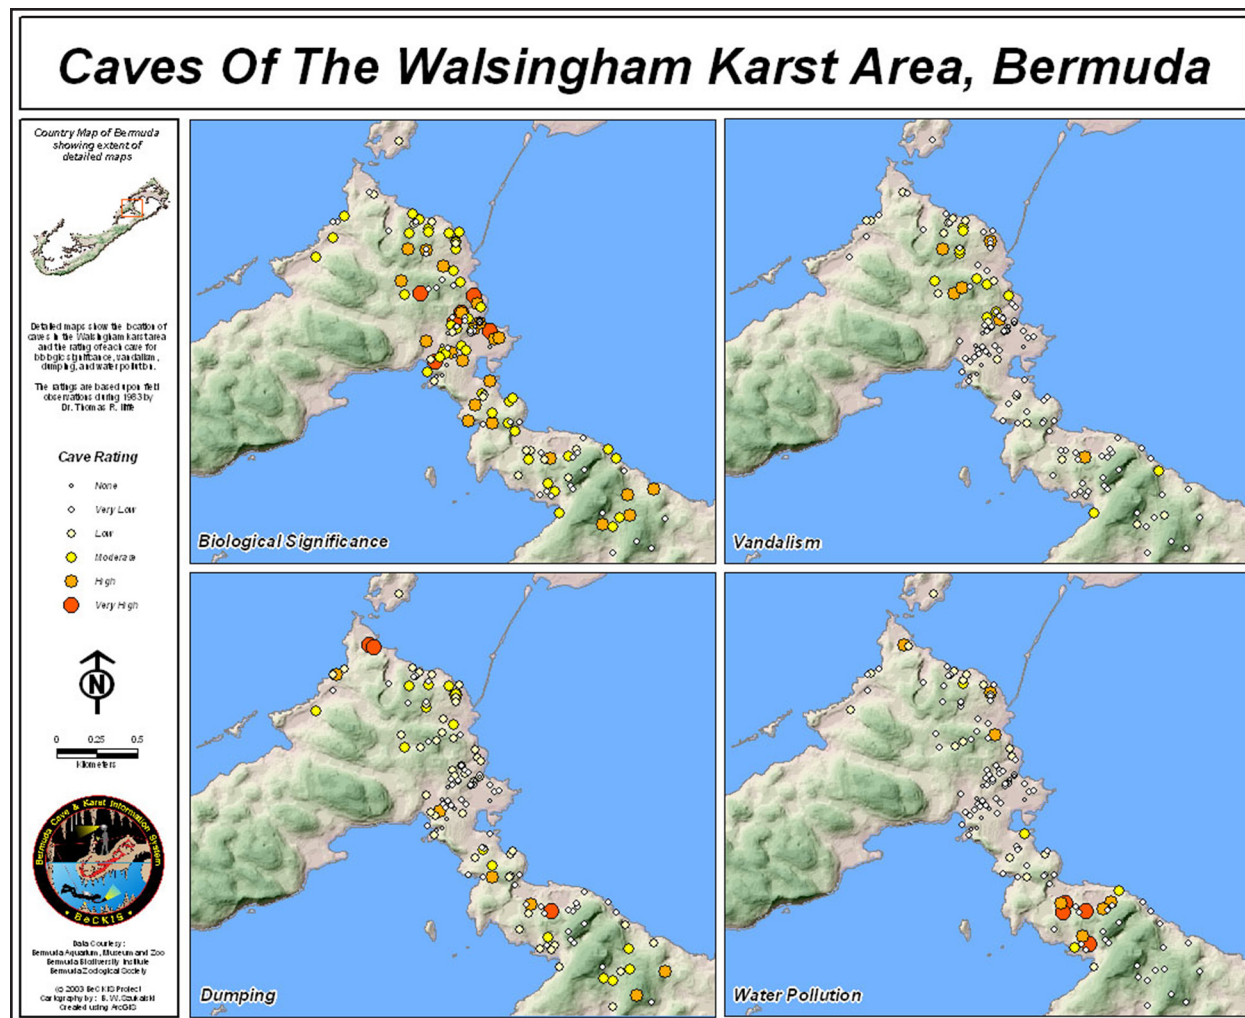 Caves Of The Walsingham Karst Area, Bermuda
Country Map of Bermuda
showing extent of
detailed maps
Detailed maps show the location of
caves in the Walsingham karst area
and the rating of each cave for
biologic significance, vandalism,
dumping, and water pollution.
The ratings are based upon field
observations during 1983 by
Dr. Thomas R. Iliffe
Cave Rating
None
Very Low
Low
Moderate
High
Very High
N
0 0.25 0.5
Kilometers
Bermuda Cave & Karst Information System
• BeCKIS •
Data Courtesy:
Bermuda Aquarium, Museum and Zoo
Bermuda Biodiversity Institute
Bermuda Zoological Society
(c) 2003 BeCKIS Project
Cartography by: B. W. Szukalski
Created using ArcGIS
Biological Significance
Vandalism
Dumping
Water Pollution